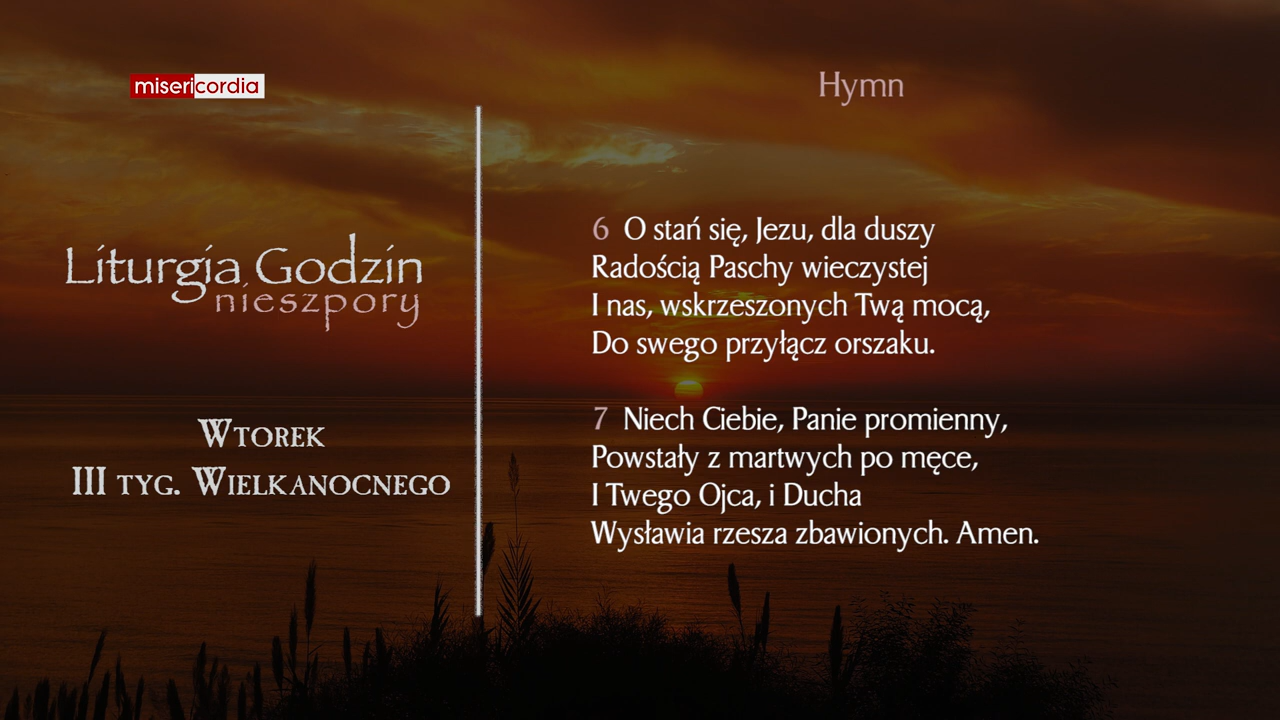 misericordia
Hymn
Liturgia Godzin
nieszpory
Wtorek
III tyg. Wielkanocnego
6 O stań się, Jezu, dla duszy
Radością Paschy wieczystej
I nas, wskrzeszonych Twą mocą,
Do swego przyłącz orszaku.
7 Niech Ciebie, Panie promienny,
Powstały z martwych po męce,
I Twego Ojca, i Ducha
Wysławia rzesza zbawionych. Amen.